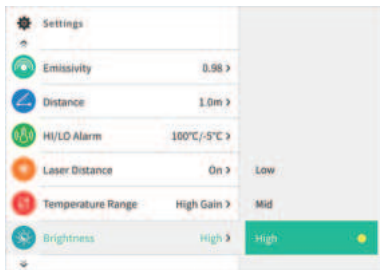 Settings
Emissivity 0.98 >
Distance 1.0m >
HI/LO Alarm 100°C/-5°C >
Laser Distance On >
Low
Temperature Range High Gain >
Mid
Brightness High >
High